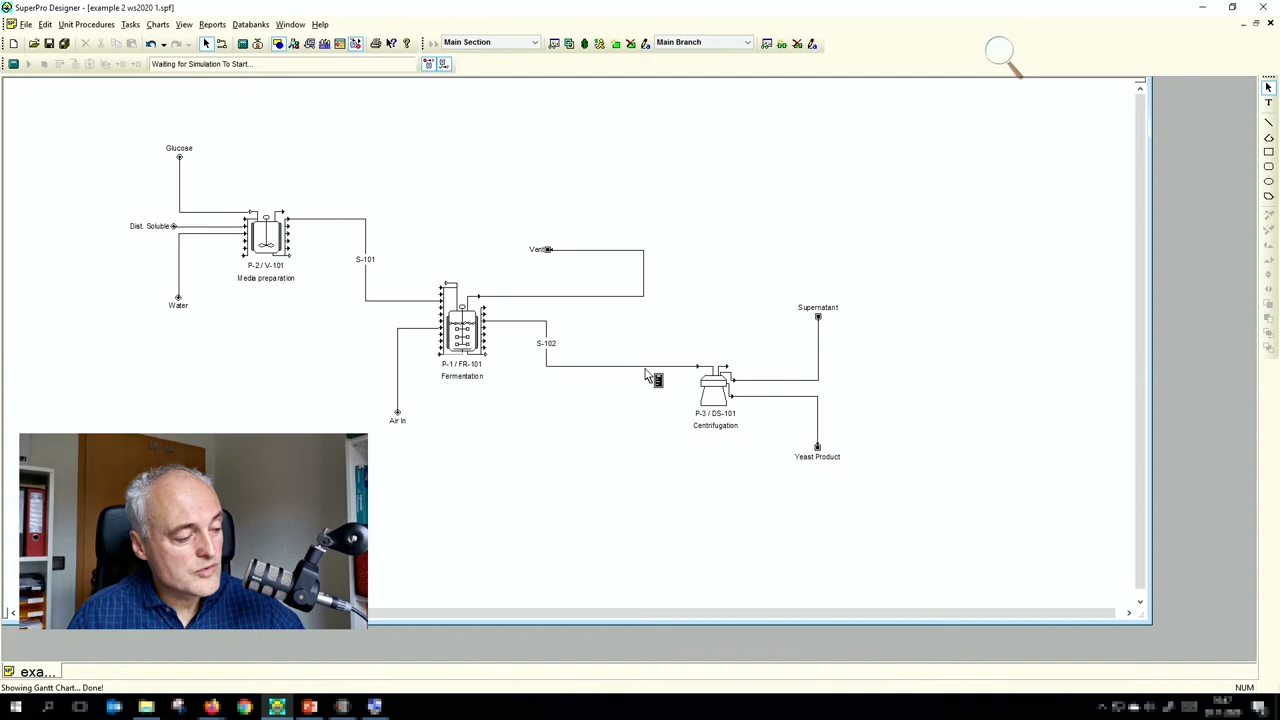 SuperPro Designer - [example 2 ws2020 1.spf]
File Edit Unit Procedures Tasks Charts View Reports Databanks Window Help
Main Section
Main Branch
Waiting for Simulation To Start...
Glucose
Dist. Soluble
P-2 / V-101
Media preparation
Water
S-101
Vent
P-1 / FR-101
Fermentation
Air In
S-102
Supernatant
P-3 / DS-101
Centrifugation
Yeast Product
exa...
Showing Gantt Chart... Done!
NUM